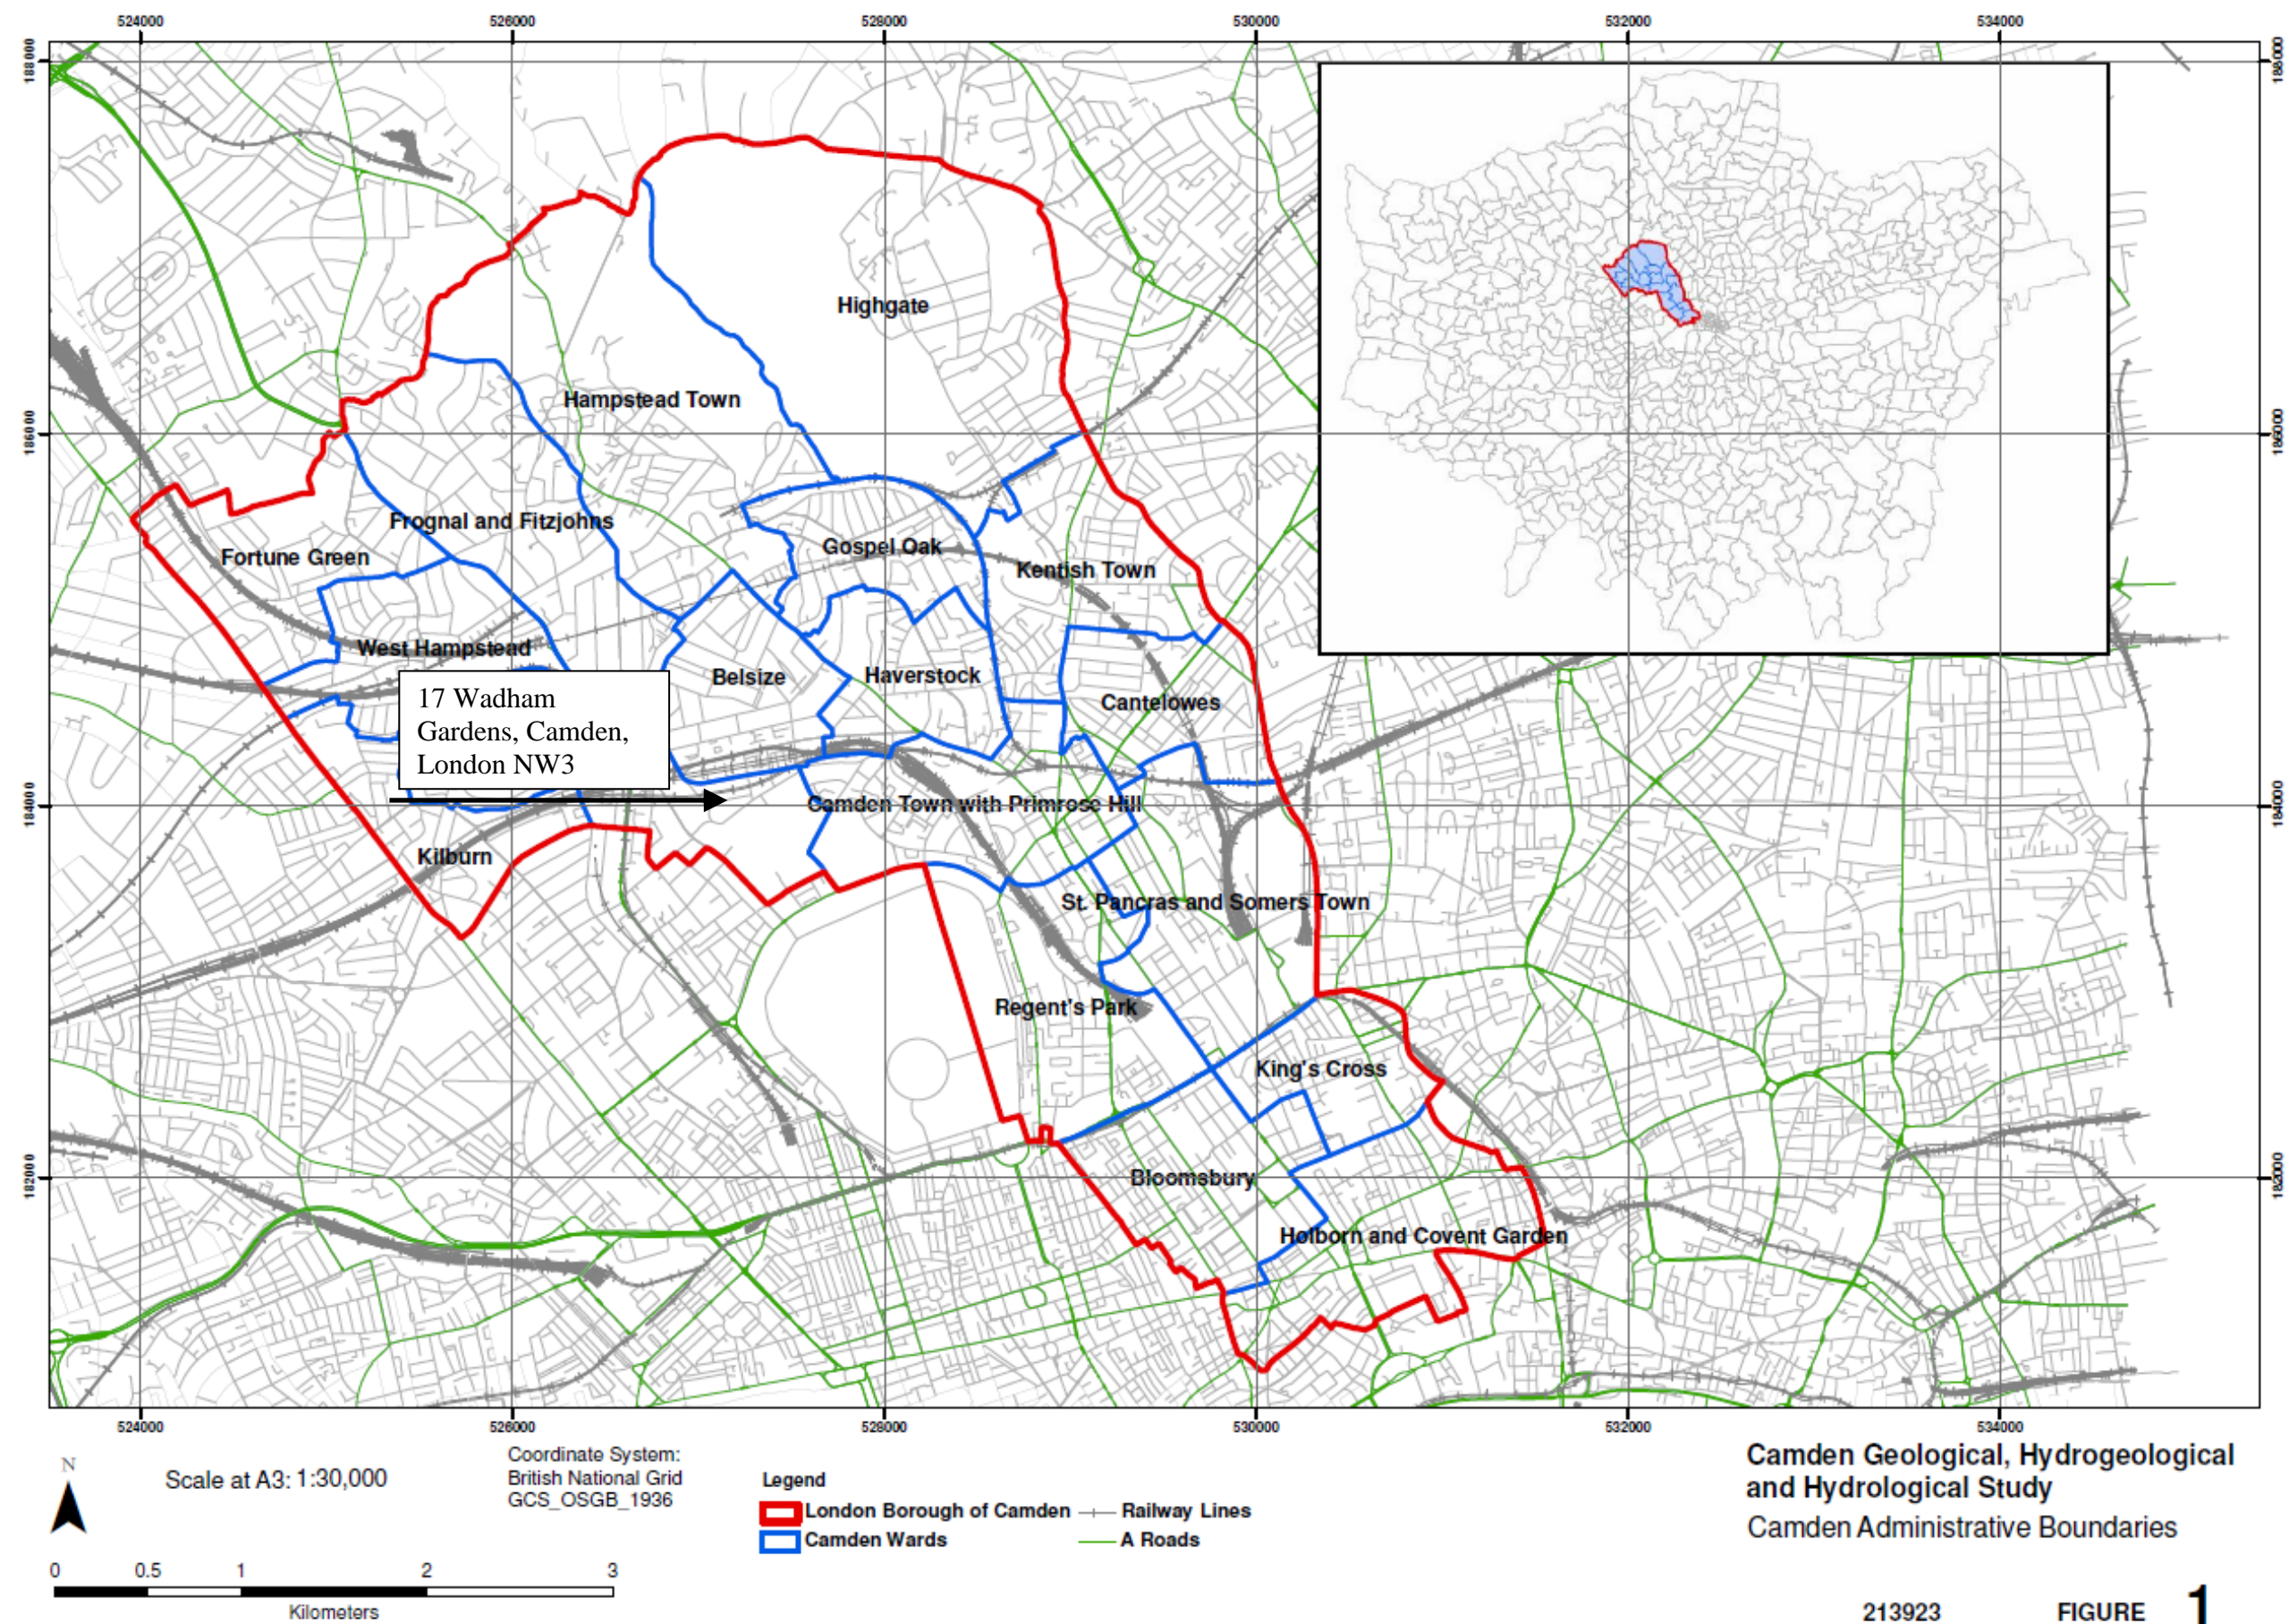 524000 526000 528000 530000 532000 534000
188000 188000
Highgate
Hampstead Town
186000 186000
Frognal and Fitzjohns
Gospel Oak
Fortune Green
Kentish Town
West Hampstead
Belsize
Haverstock
Cantelowes
17 Wadham
Gardens, Camden,
London NW3
184000 184000
Camden Town with Primrose Hill
Kilburn
St. Pancras and Somers Town
Regent's Park
King's Cross
182000 182000
Bloomsbury
Holborn and Covent Garden
524000 526000 528000 530000 532000 534000
N
Scale at A3: 1:30,000
Coordinate System:
British National Grid
GCS_OSGB_1936
Legend
London Borough of Camden
Railway Lines
Camden Wards
A Roads
0 0.5 1 2 3
Kilometers
Camden Geological, Hydrogeological
and Hydrological Study
Camden Administrative Boundaries
213923 FIGURE 1